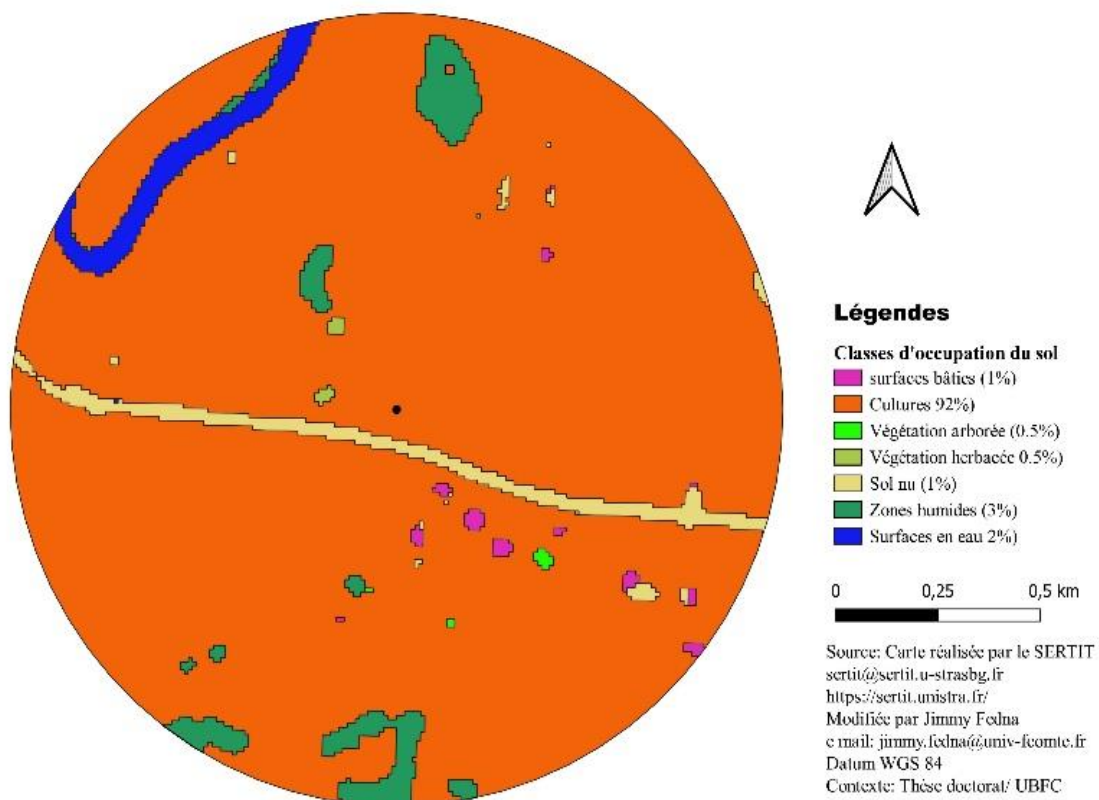 Légendes
Classes d'occupation du sol
surfaces bâties (1%)
Cultures 92%)
Végétation arborée (0.5%)
Végétation herbacée 0.5%)
Sol nu (1%)
Zones humides (3%)
Surfaces en eau 2%)
0 0,25 0,5 km
Source: Carte réalisée par le SERTIT
sertit@sertit.u-strasbg.fr
https://sertit.unistra.fr/
Modifiée par Jimmy Fedna
e mail: jimmy.fedna@univ-fcomte.fr
Datum WGS 84
Contexte: Thèse doctorat/ UBFC